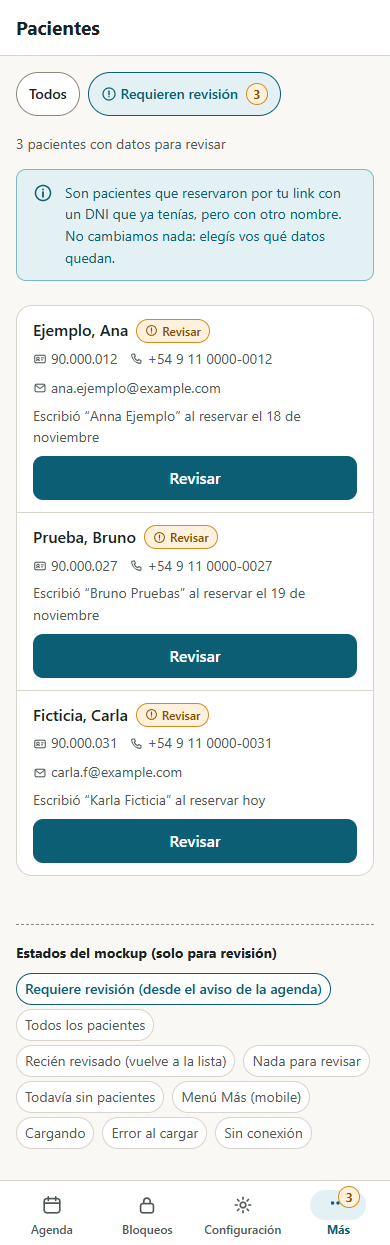 Pacientes
Todos
Requieren revisión 3
3 pacientes con datos para revisar
Son pacientes que reservaron por tu link con
un DNI que ya tenías, pero con otro nombre.
No cambiamos nada: elegís vos qué datos
quedan.
Ejemplo, Ana Revisar
90.000.012 +54 9 11 0000-0012
ana.ejemplo@example.com
Escribió “Anna Ejemplo” al reservar el 18 de
noviembre
Revisar
Prueba, Bruno Revisar
90.000.027 +54 9 11 0000-0027
Escribió “Bruno Pruebas” al reservar el 19 de
noviembre
Revisar
Ficticia, Carla Revisar
90.000.031 +54 9 11 0000-0031
carla.f@example.com
Escribió “Karla Ficticia” al reservar hoy
Revisar
Estados del mockup (solo para revisión)
Requiere revisión (desde el aviso de la agenda)
Todos los pacientes
Recién revisado (vuelve a la lista) Nada para revisar
Todavía sin pacientes Menú Más (mobile)
Cargando Error al cargar Sin conexión
3
Agenda Bloqueos Configuración Más